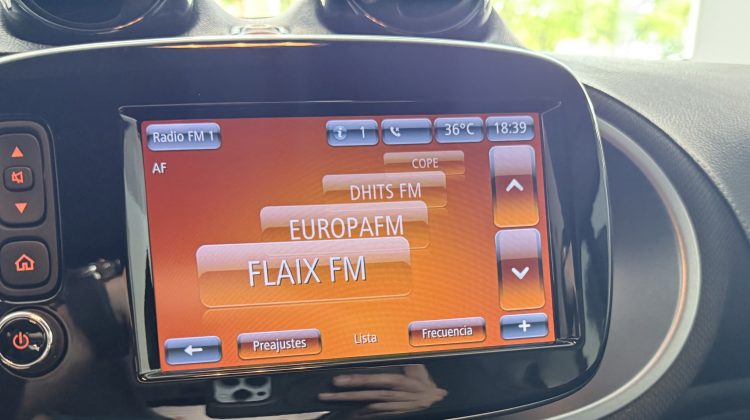 Radio FM 1
i 1
36°C
18:39
AF
COPE
DHITS FM
EUROPAFM
FLAIX FM
Preajustes
Lista
Frecuencia
+